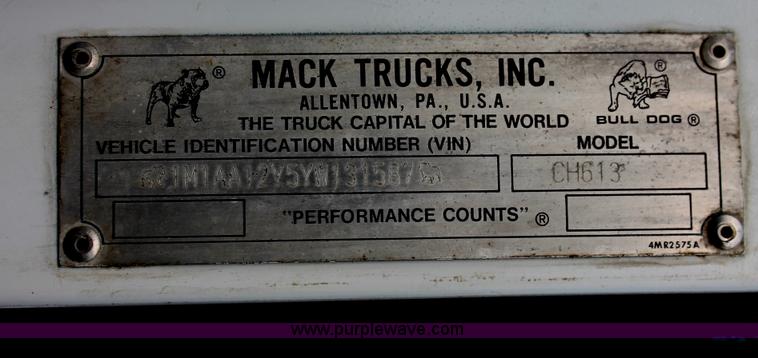 ® MACK TRUCKS, INC.
ALLENTOWN, PA., U.S.A.
THE TRUCK CAPITAL OF THE WORLD
BULL DOG ®
VEHICLE IDENTIFICATION NUMBER (VIN)
MODEL
CH613
"PERFORMANCE COUNTS" ®
4MR2575A
www.purplewave.com